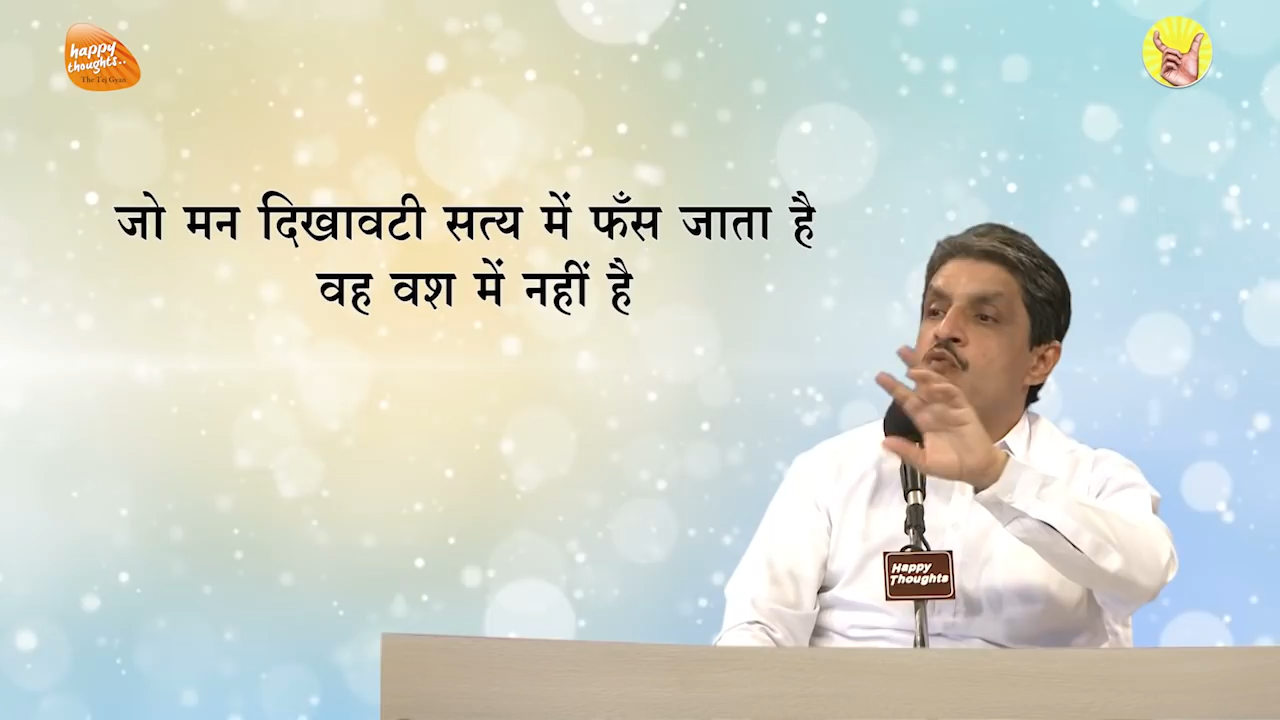 happy
thoughts..
The Tej Gyan
जो मन दिखावटी सत्य में फँस जाता है
वह वश में नहीं है
Happy
Thoughts